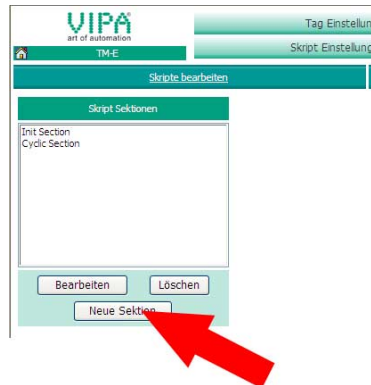 VIPA
art of automation
Tag Einstellun
TM-E
Skript Einstellung
Skripte bearbeiten
Skript Sektionen
Init Section
Cyclic Section
Bearbeiten
Löschen
Neue Sektion